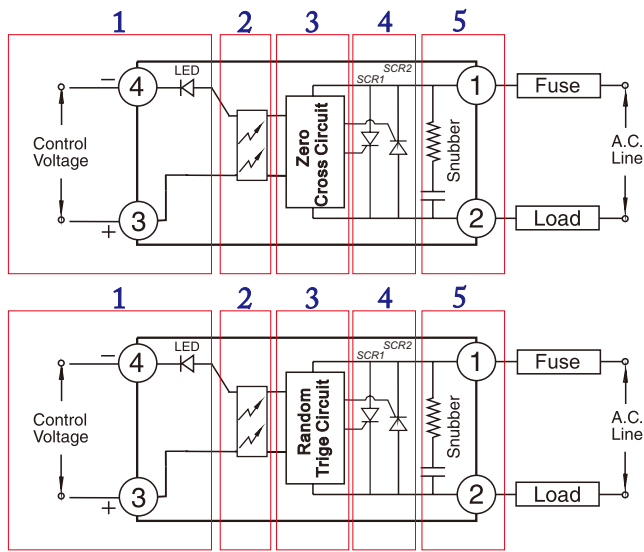 1 2 3 4 5
− 4 LED SCR1 SCR2 1 Fuse
Control
Voltage
Zero
Cross Circuit
Snubber
A.C.
Line
+ 3 2 Load
1 2 3 4 5
− 4 LED SCR1 SCR2 1 Fuse
Control
Voltage
Random
Trige Circuit
Snubber
A.C.
Line
+ 3 2 Load